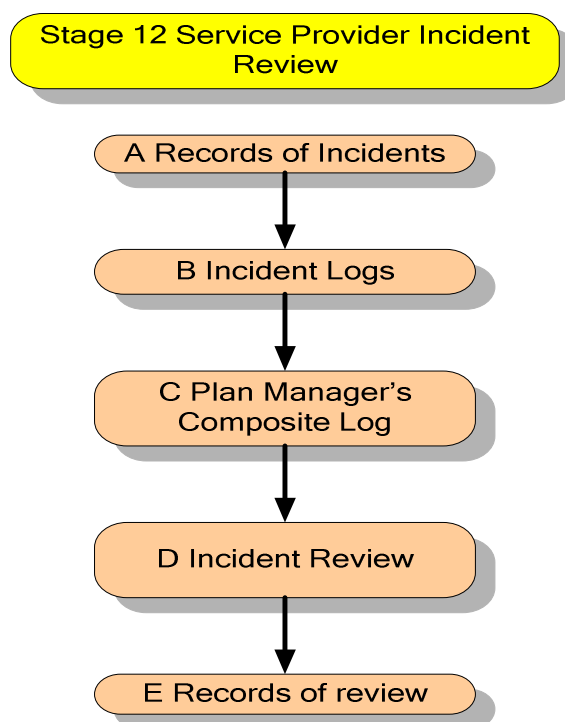 Stage 12 Service Provider Incident
Review
A Records of Incidents
B Incident Logs
C Plan Manager’s
Composite Log
D Incident Review
E Records of review